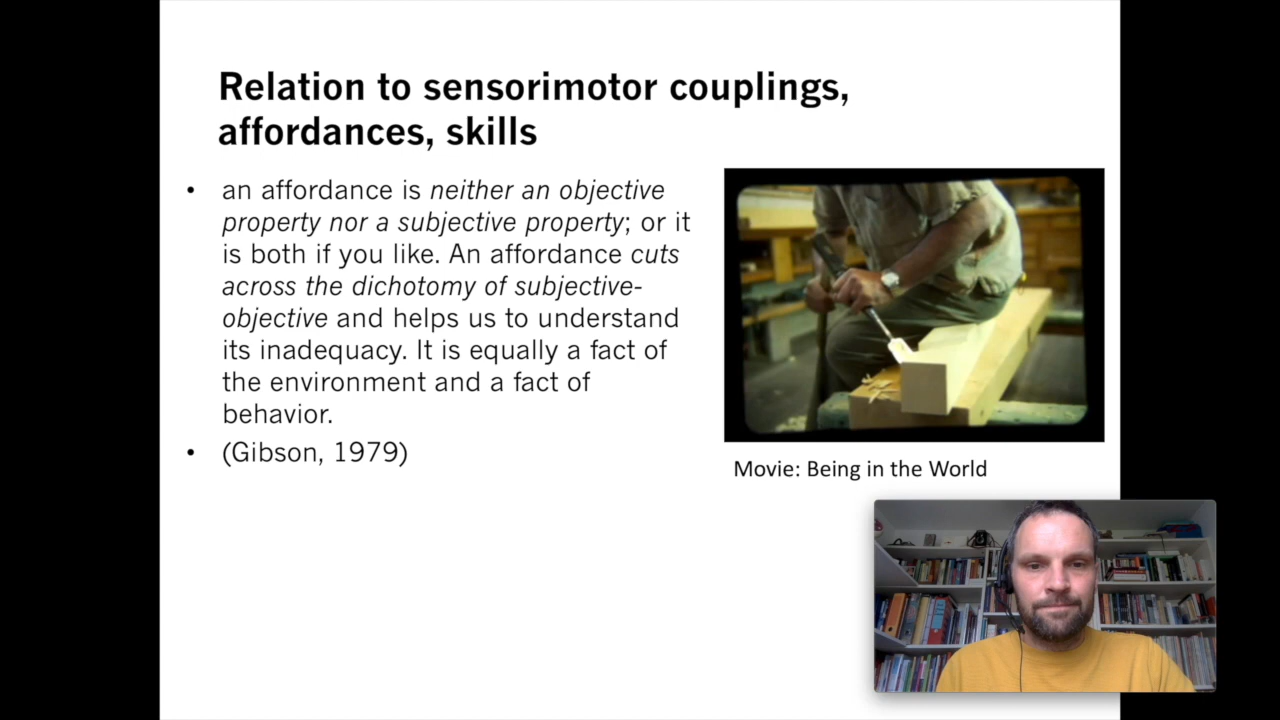 Relation to sensorimotor couplings,
affordances, skills
• an affordance is neither an objective
property nor a subjective property; or it
is both if you like. An affordance cuts
across the dichotomy of subjective-
objective and helps us to understand
its inadequacy. It is equally a fact of
the environment and a fact of
behavior.
• (Gibson, 1979)
Movie: Being in the World